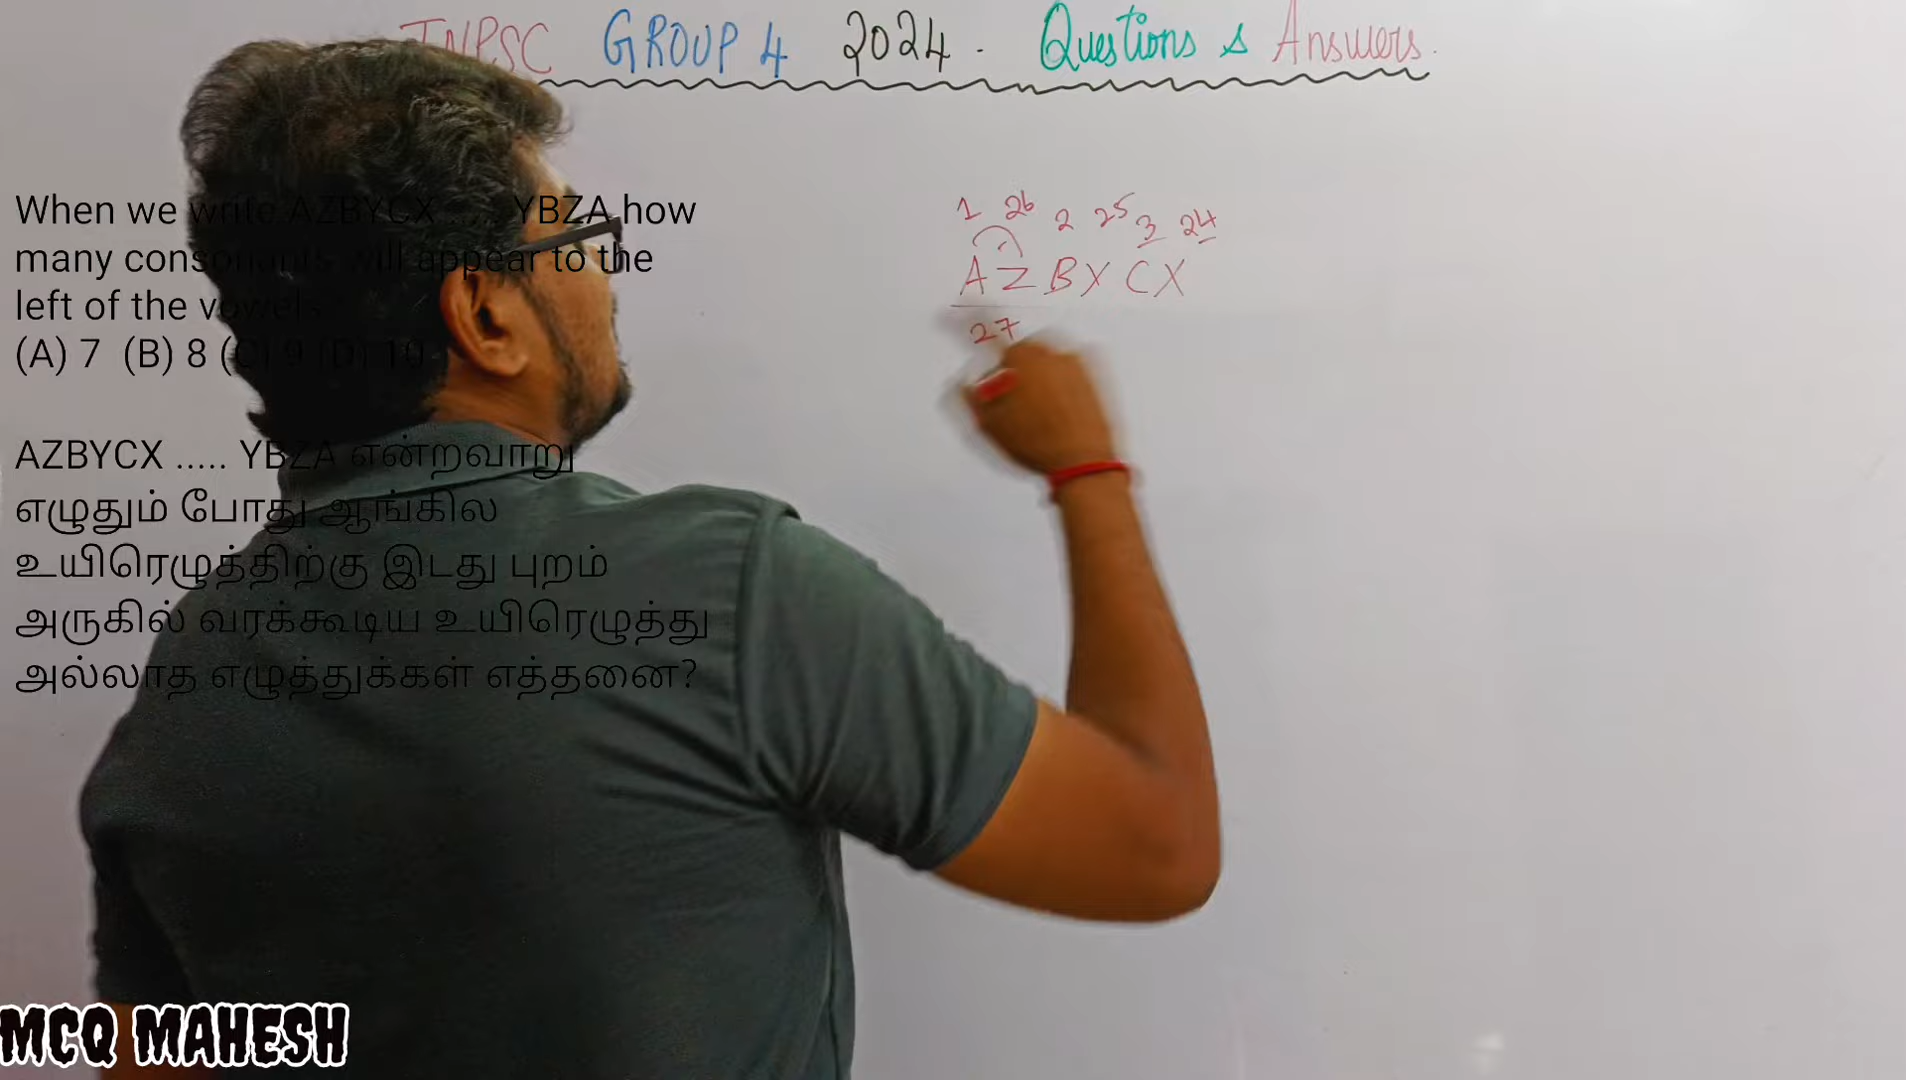 TNPSC GROUP 4 2024 - Questions & Answers.
When we write AZBYCX ..... YBZA how
many consonants will appear to the
left of the vowels
(A) 7 (B) 8 (C) 9 (D) 10
AZBYCX ..... YBZA என்றவாறு
எழுதும் போது ஆங்கில
உயிரெழுத்திற்கு இடது புறம்
அருகில் வரக்கூடிய உயிரெழுத்து
அல்லாத எழுத்துக்கள் எத்தனை?
1 26 2 25 3 24
A Z B Y C X
27
MCQ MAHESH